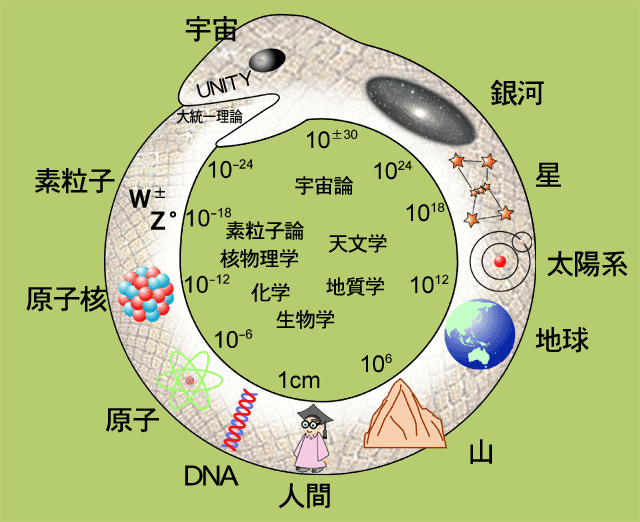 宇宙
UNITY
大統一理論
銀河
10±30
10−24
1024
宇宙論
素粒子
W±
Z°
星
10−18
1018
素粒子論
天文学
核物理学
太陽系
原子核
10−12
化学
地質学
1012
生物学
地球
10−6
106
1cm
原子
山
DNA
人間